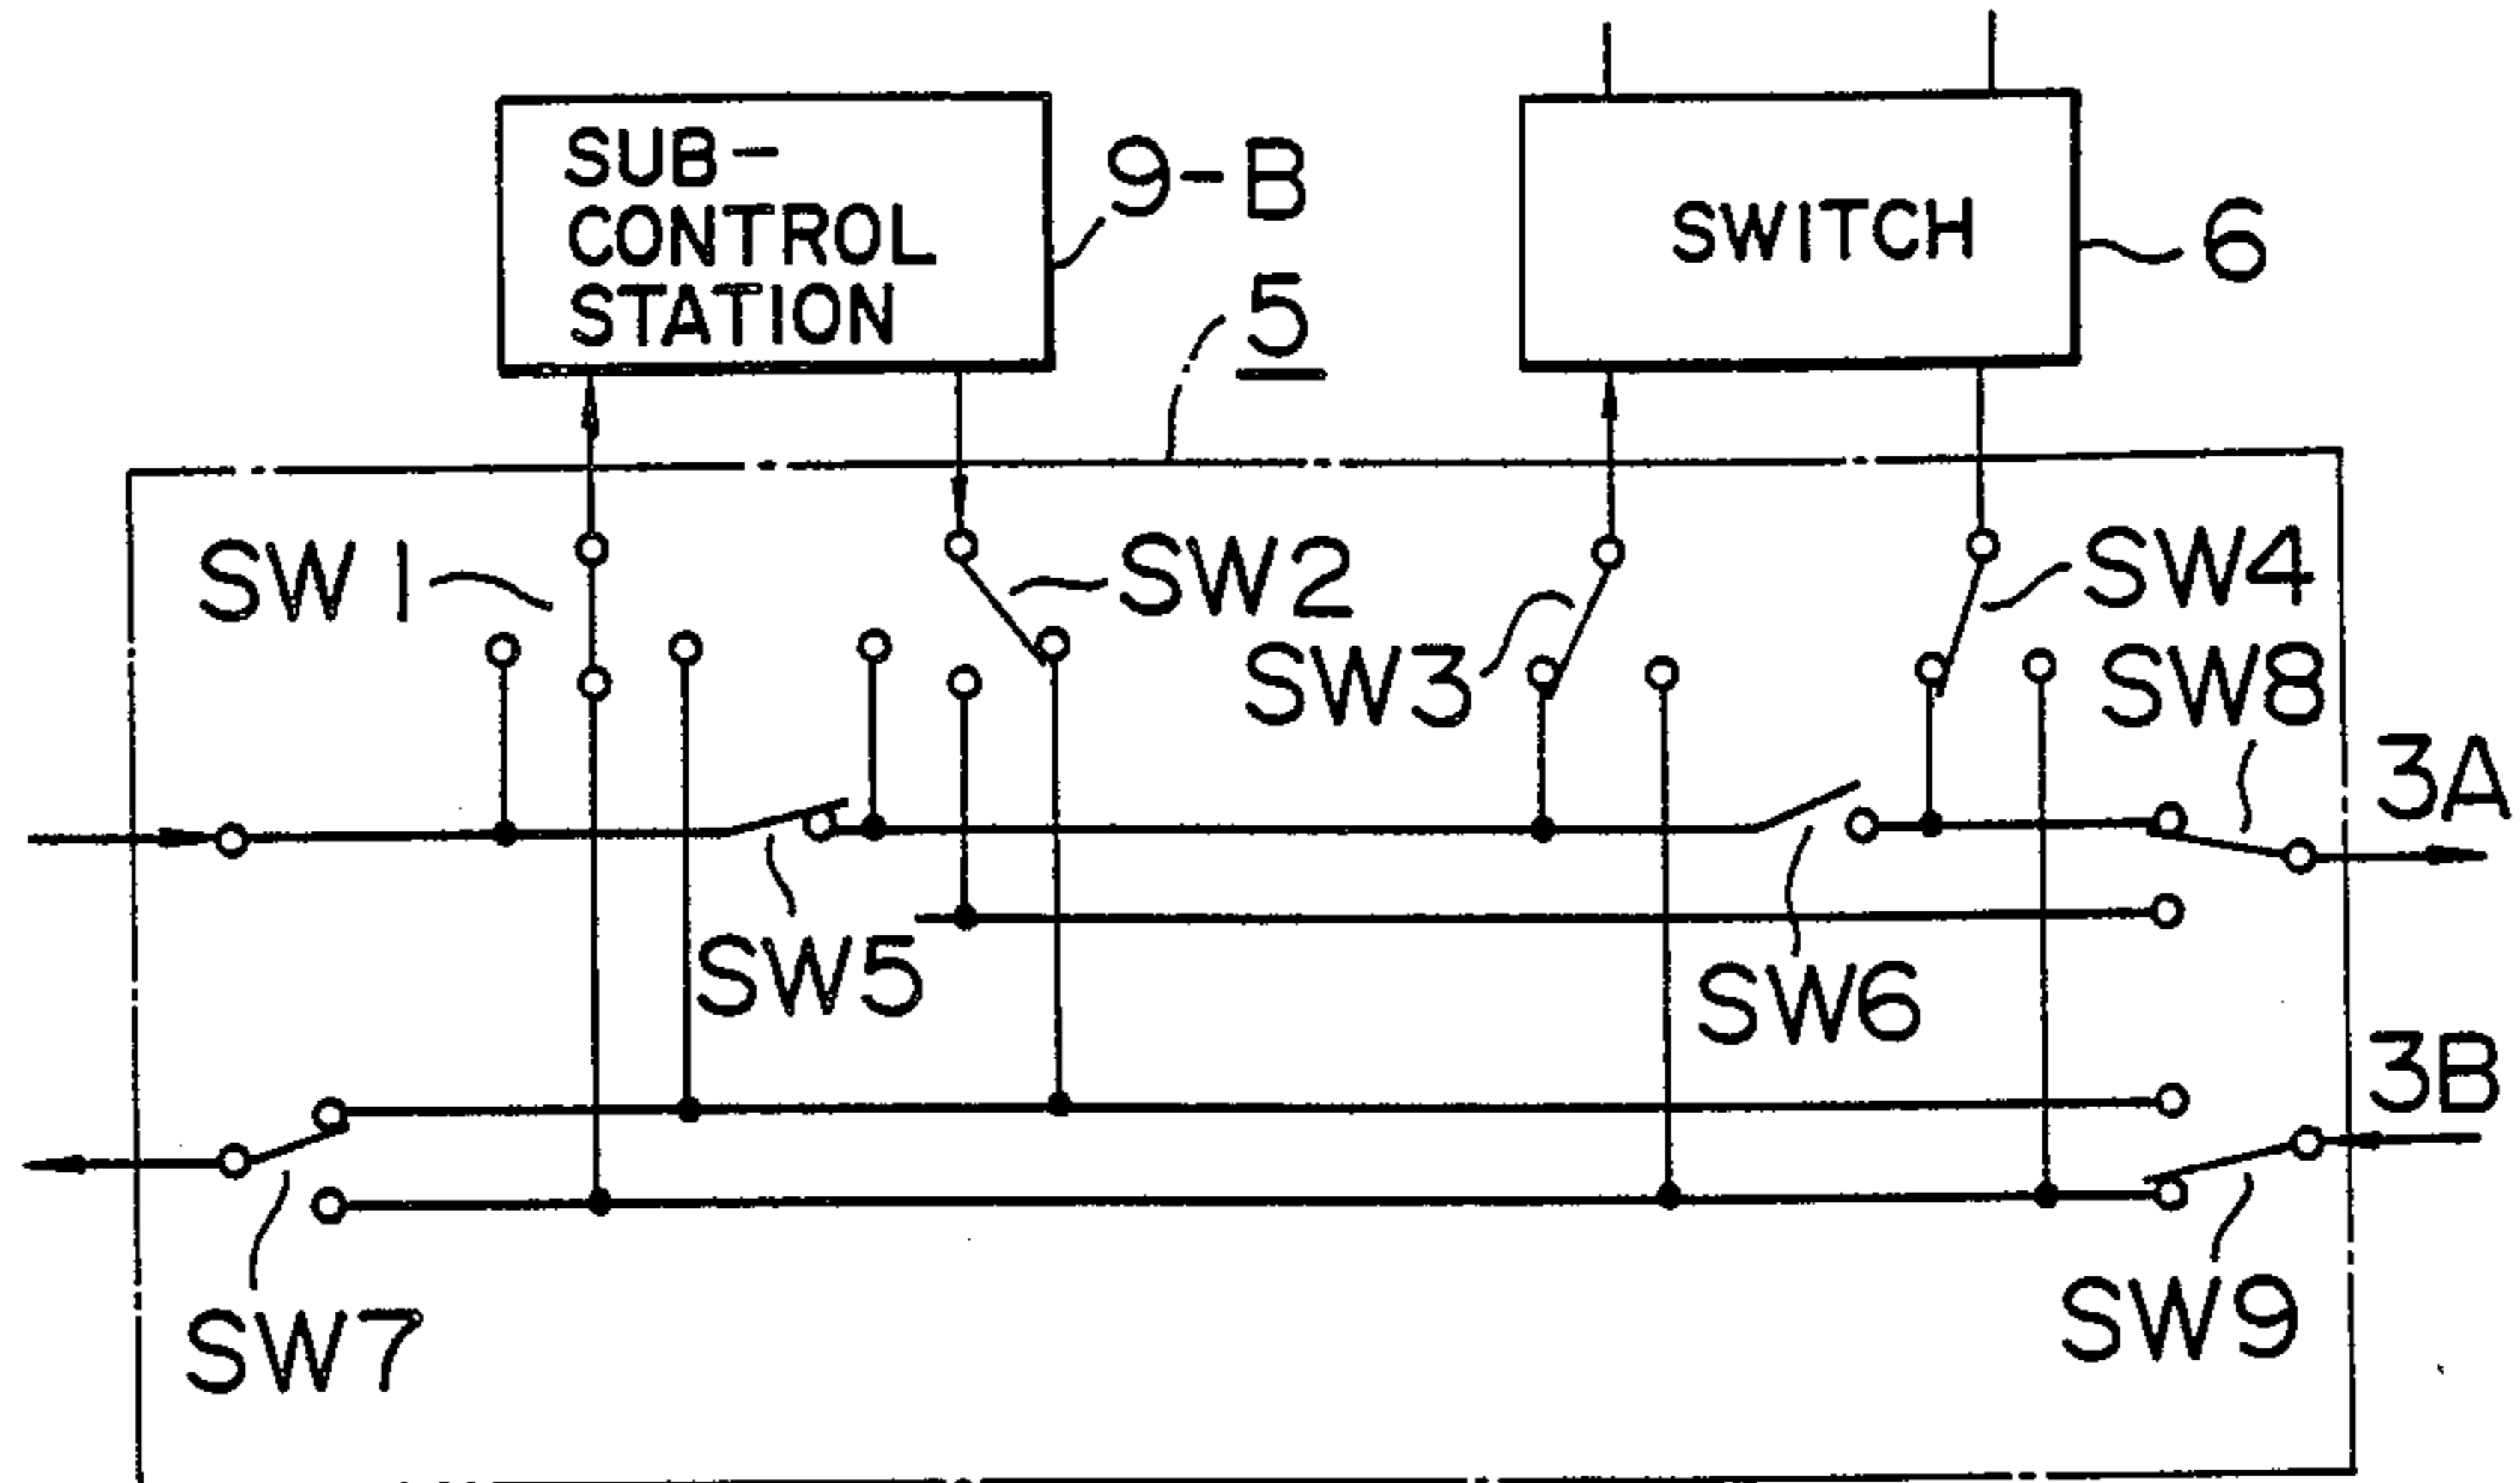 SUB-
CONTROL
STATION
9-B
SWITCH
6
5
SW1
SW2
SW3
SW4
SW8
3A
SW5
SW6
3B
SW7
SW9